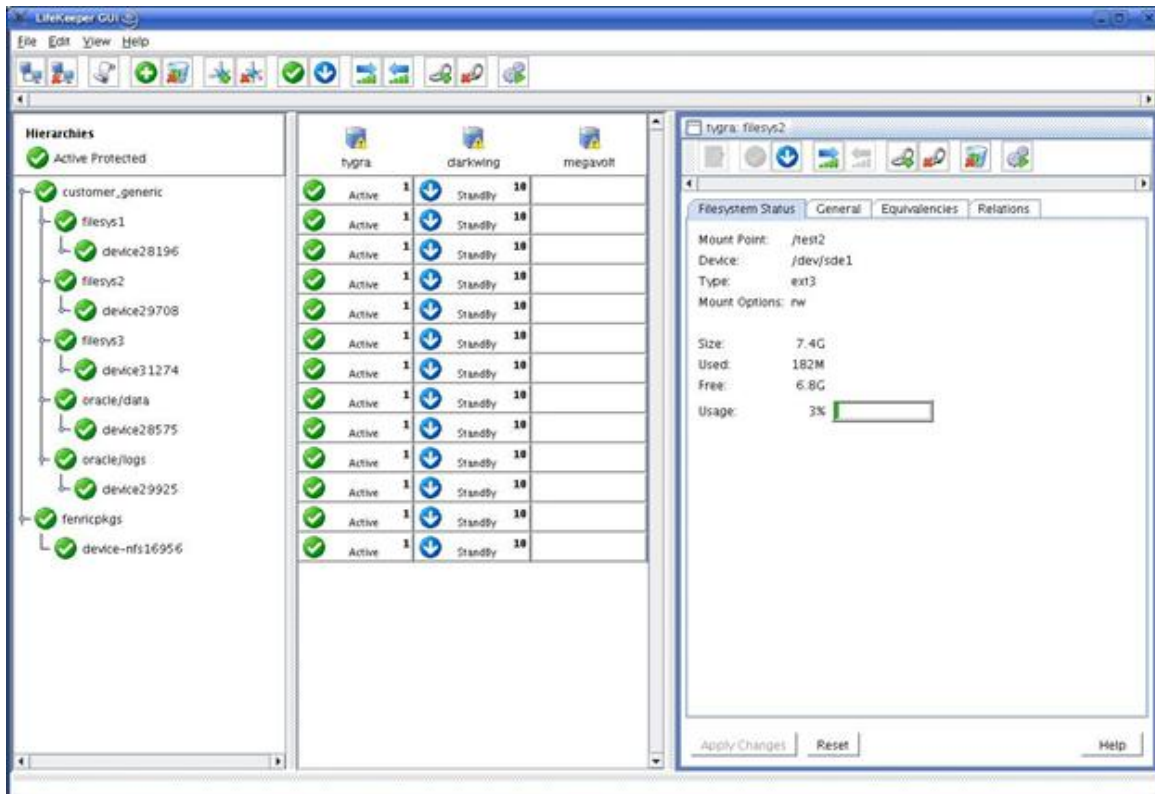 LifeKeeper GUI
File Edit View Help
Hierarchies
Active Protected
tygra darkwing megavolt
customer_generic Active 1 StandBy 10
filesys1 Active 1 StandBy 10
device28196 Active 1 StandBy 10
filesys2 Active 1 StandBy 10
device29708 Active 1 StandBy 10
filesys3 Active 1 StandBy 10
device31274 Active 1 StandBy 10
oracle/data Active 1 StandBy 10
device28575 Active 1 StandBy 10
oracle/logs Active 1 StandBy 10
device29925 Active 1 StandBy 10
fenricpkgs Active 1 StandBy 10
device-nfs16956 Active 1 StandBy 10
tygra: filesys2
Filesystem Status General Equivalencies Relations
Mount Point: /test2
Device: /dev/sde1
Type: ext3
Mount Options: rw
Size: 7.4G
Used: 182M
Free: 6.8G
Usage: 3%
Apply Changes Reset Help